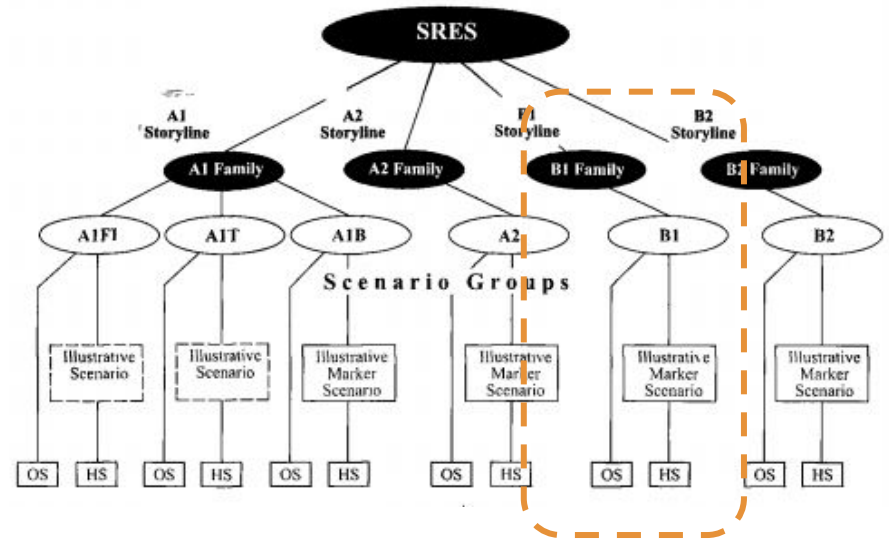 SRES
A1
Storyline
A2
Storyline
B1
Storyline
B2
Storyline
A1 Family
A2 Family
B1 Family
B2 Family
A1FI
A1T
A1B
A2
B1
B2
Scenario Groups
Illustrative
Scenario
Illustrative
Scenario
Illustrative
Marker
Scenario
Illustrative
Marker
Scenario
Illustrative
Marker
Scenario
Illustrative
Marker
Scenario
OS
HS
OS
HS
OS
HS
OS
HS
OS
HS
OS
HS